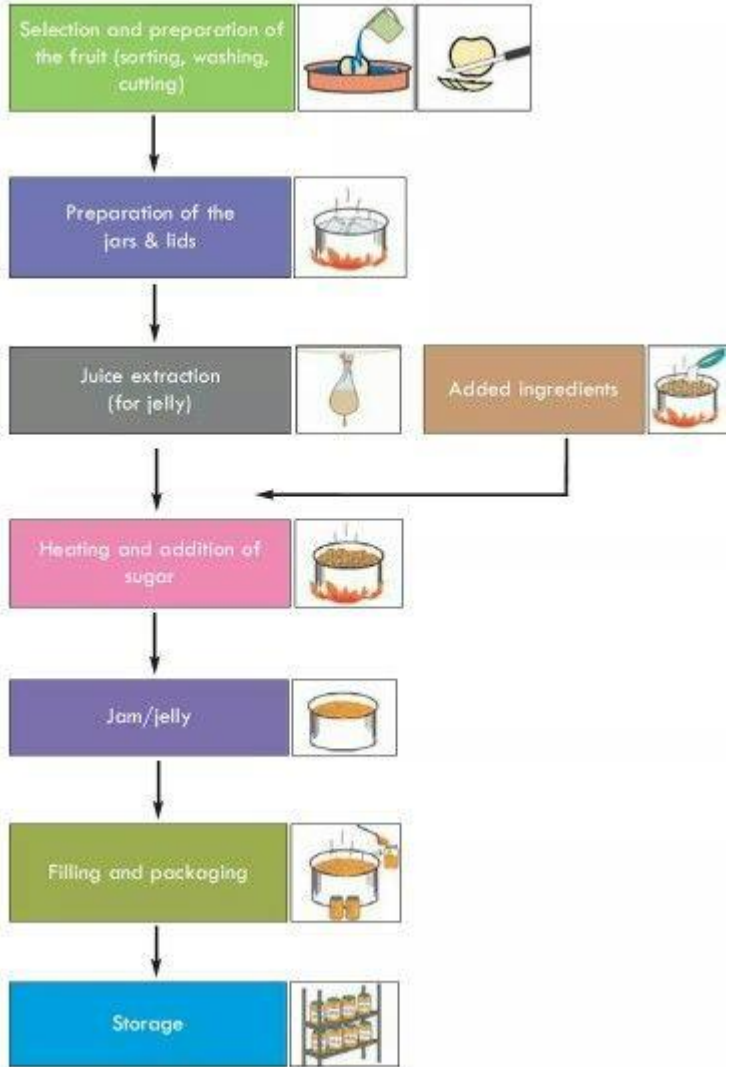 Selection and preparation of
the fruit (sorting, washing,
cutting)
Preparation of the
jars & lids
Juice extraction
(for jelly)
Added ingredients
Heating and addition of
sugar
Jam/jelly
Filling and packaging
Storage